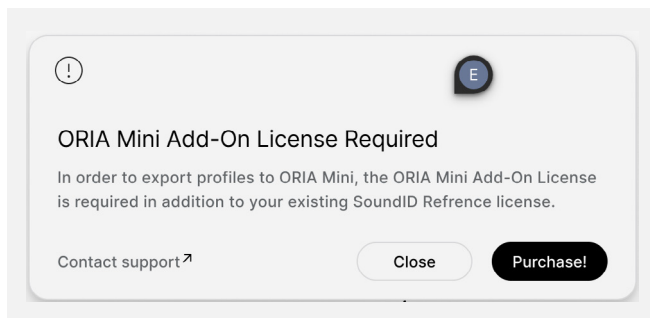 E
ORIA Mini Add-On License Required
In order to export profiles to ORIA Mini, the ORIA Mini Add-On License
is required in addition to your existing SoundID Refrence license.
Contact support↗ Close Purchase!